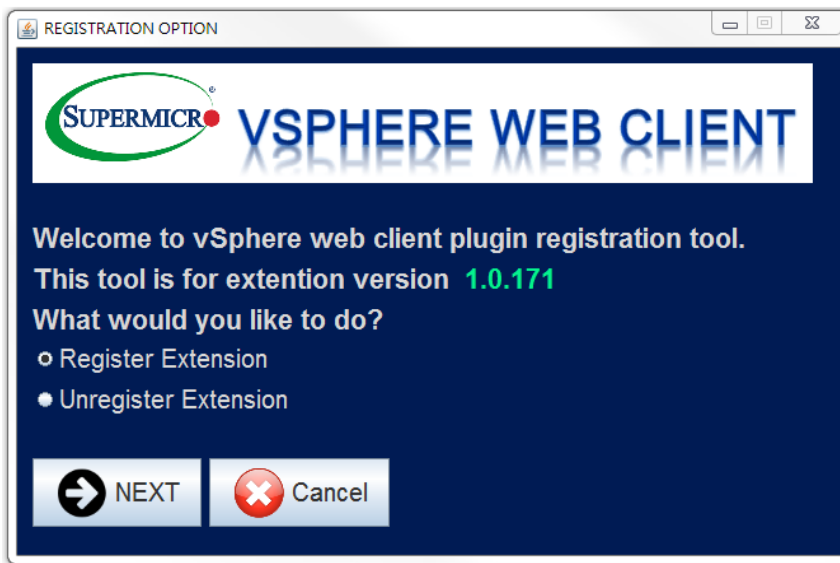 REGISTRATION OPTION
SUPERMICR®
VSPHERE WEB CLIENT
Welcome to vSphere web client plugin registration tool.
This tool is for extention version 1.0.171
What would you like to do?
Register Extension
Unregister Extension
NEXT
Cancel